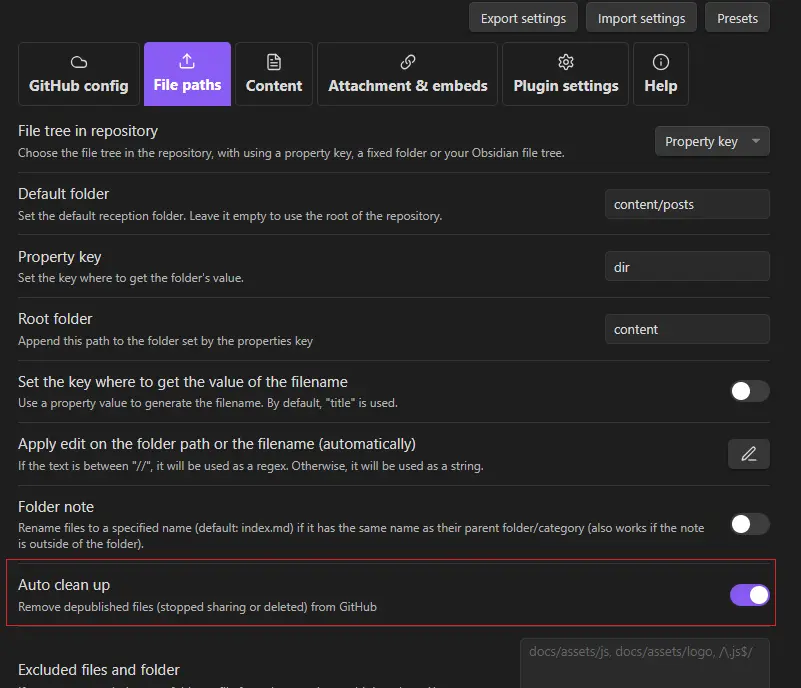 Export settings Import settings Presets
GitHub config File paths Content Attachment & embeds Plugin settings Help
File tree in repository
Choose the file tree in the repository, with using a property key, a fixed folder or your Obsidian file tree.
Property key
Default folder
Set the default reception folder. Leave it empty to use the root of the repository.
content/posts
Property key
Set the key where to get the folder's value.
dir
Root folder
Append this path to the folder set by the properties key
content
Set the key where to get the value of the filename
Use a property value to generate the filename. By default, "title" is used.
Apply edit on the folder path or the filename (automatically)
If the text is between "//", it will be used as a regex. Otherwise, it will be used as a string.
Folder note
Rename files to a specified name (default: index.md) if it has the same name as their parent folder/category (also works if the note
is outside of the folder).
Auto clean up
Remove depublished files (stopped sharing or deleted) from GitHub
Excluded files and folder
docs/assets/js, docs/assets/logo, /\.js$/